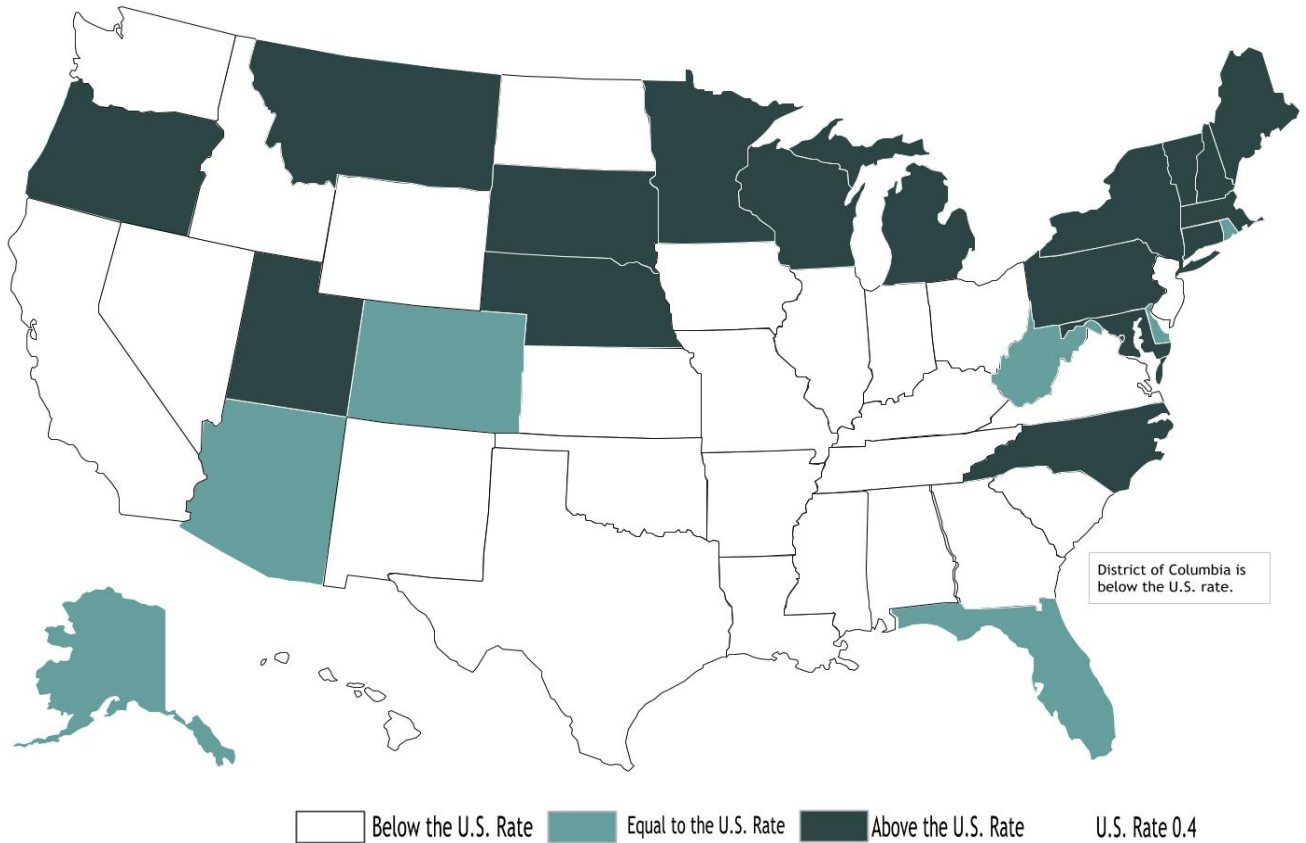 District of Columbia is
below the U.S. rate.
Below the U.S. Rate
Equal to the U.S. Rate
Above the U.S. Rate
U.S. Rate 0.4